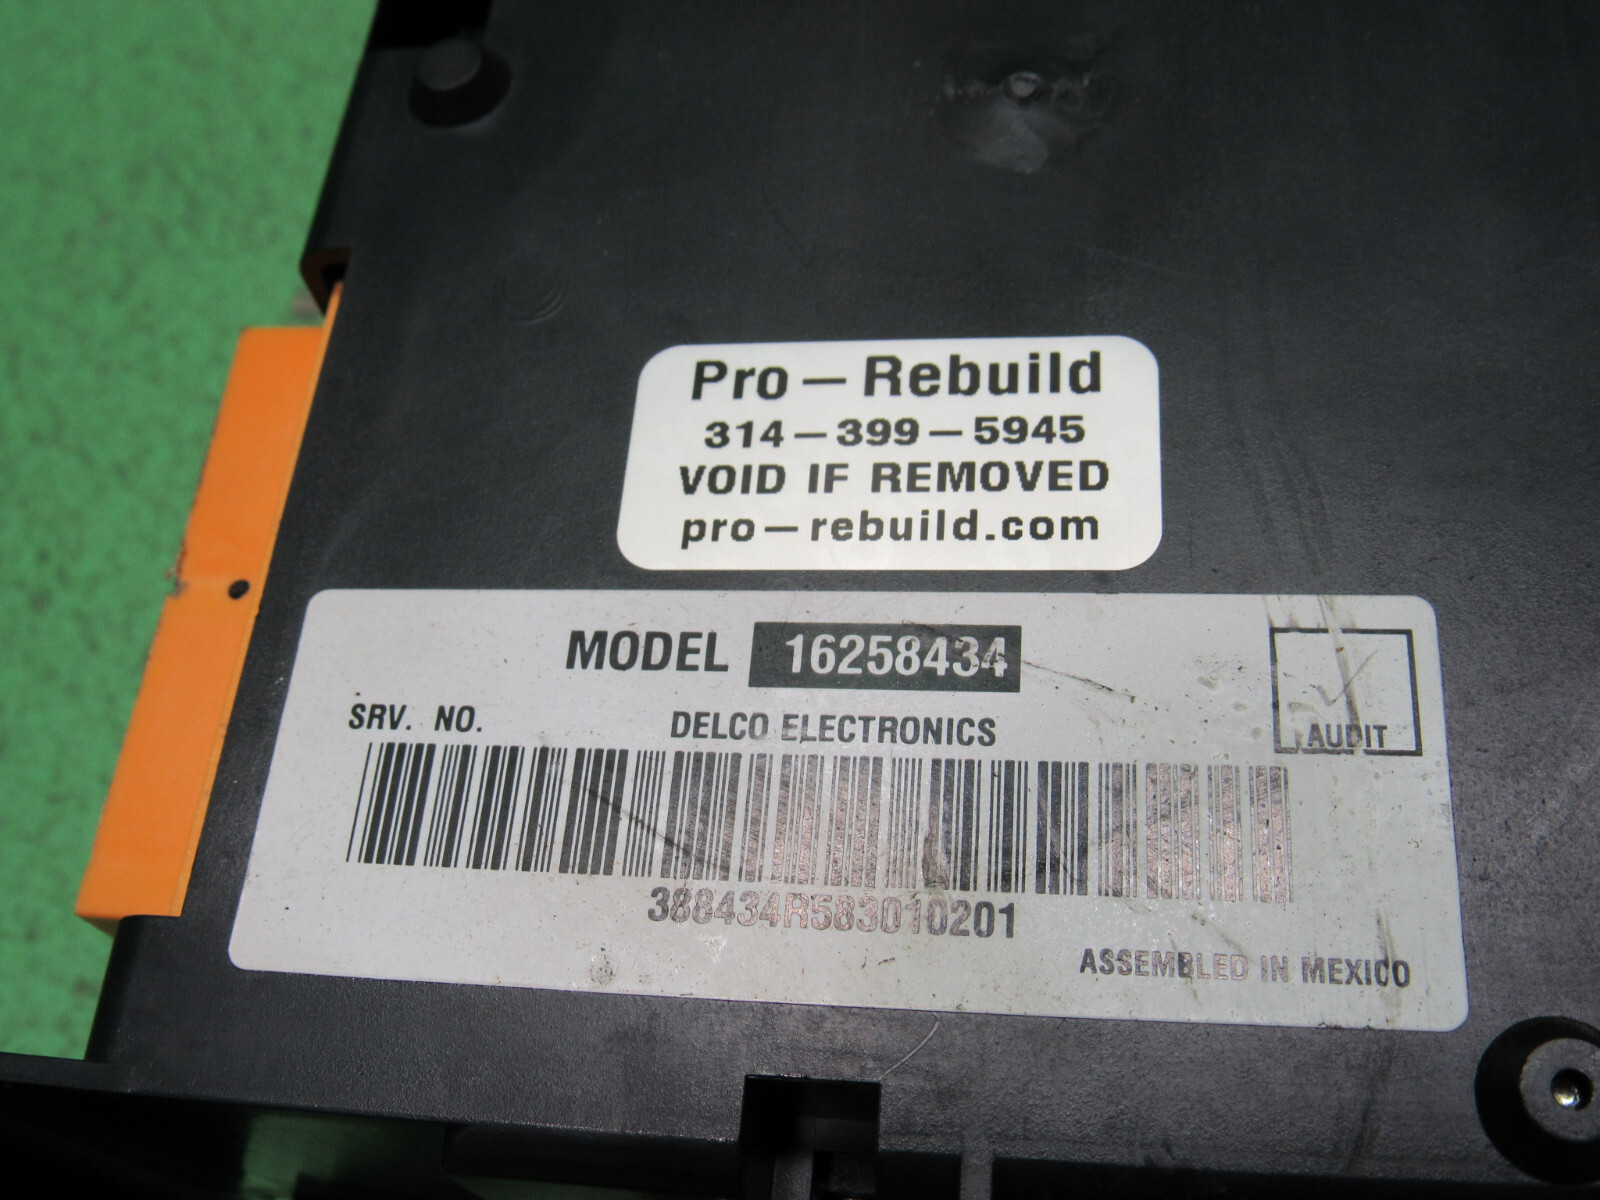 Pro-Rebuild
314-399-5945
VOID IF REMOVED
pro-rebuild.com
MODEL 16258434
SRV. NO. DELCO ELECTRONICS
AUDIT
388434R583010201
ASSEMBLED IN MEXICO